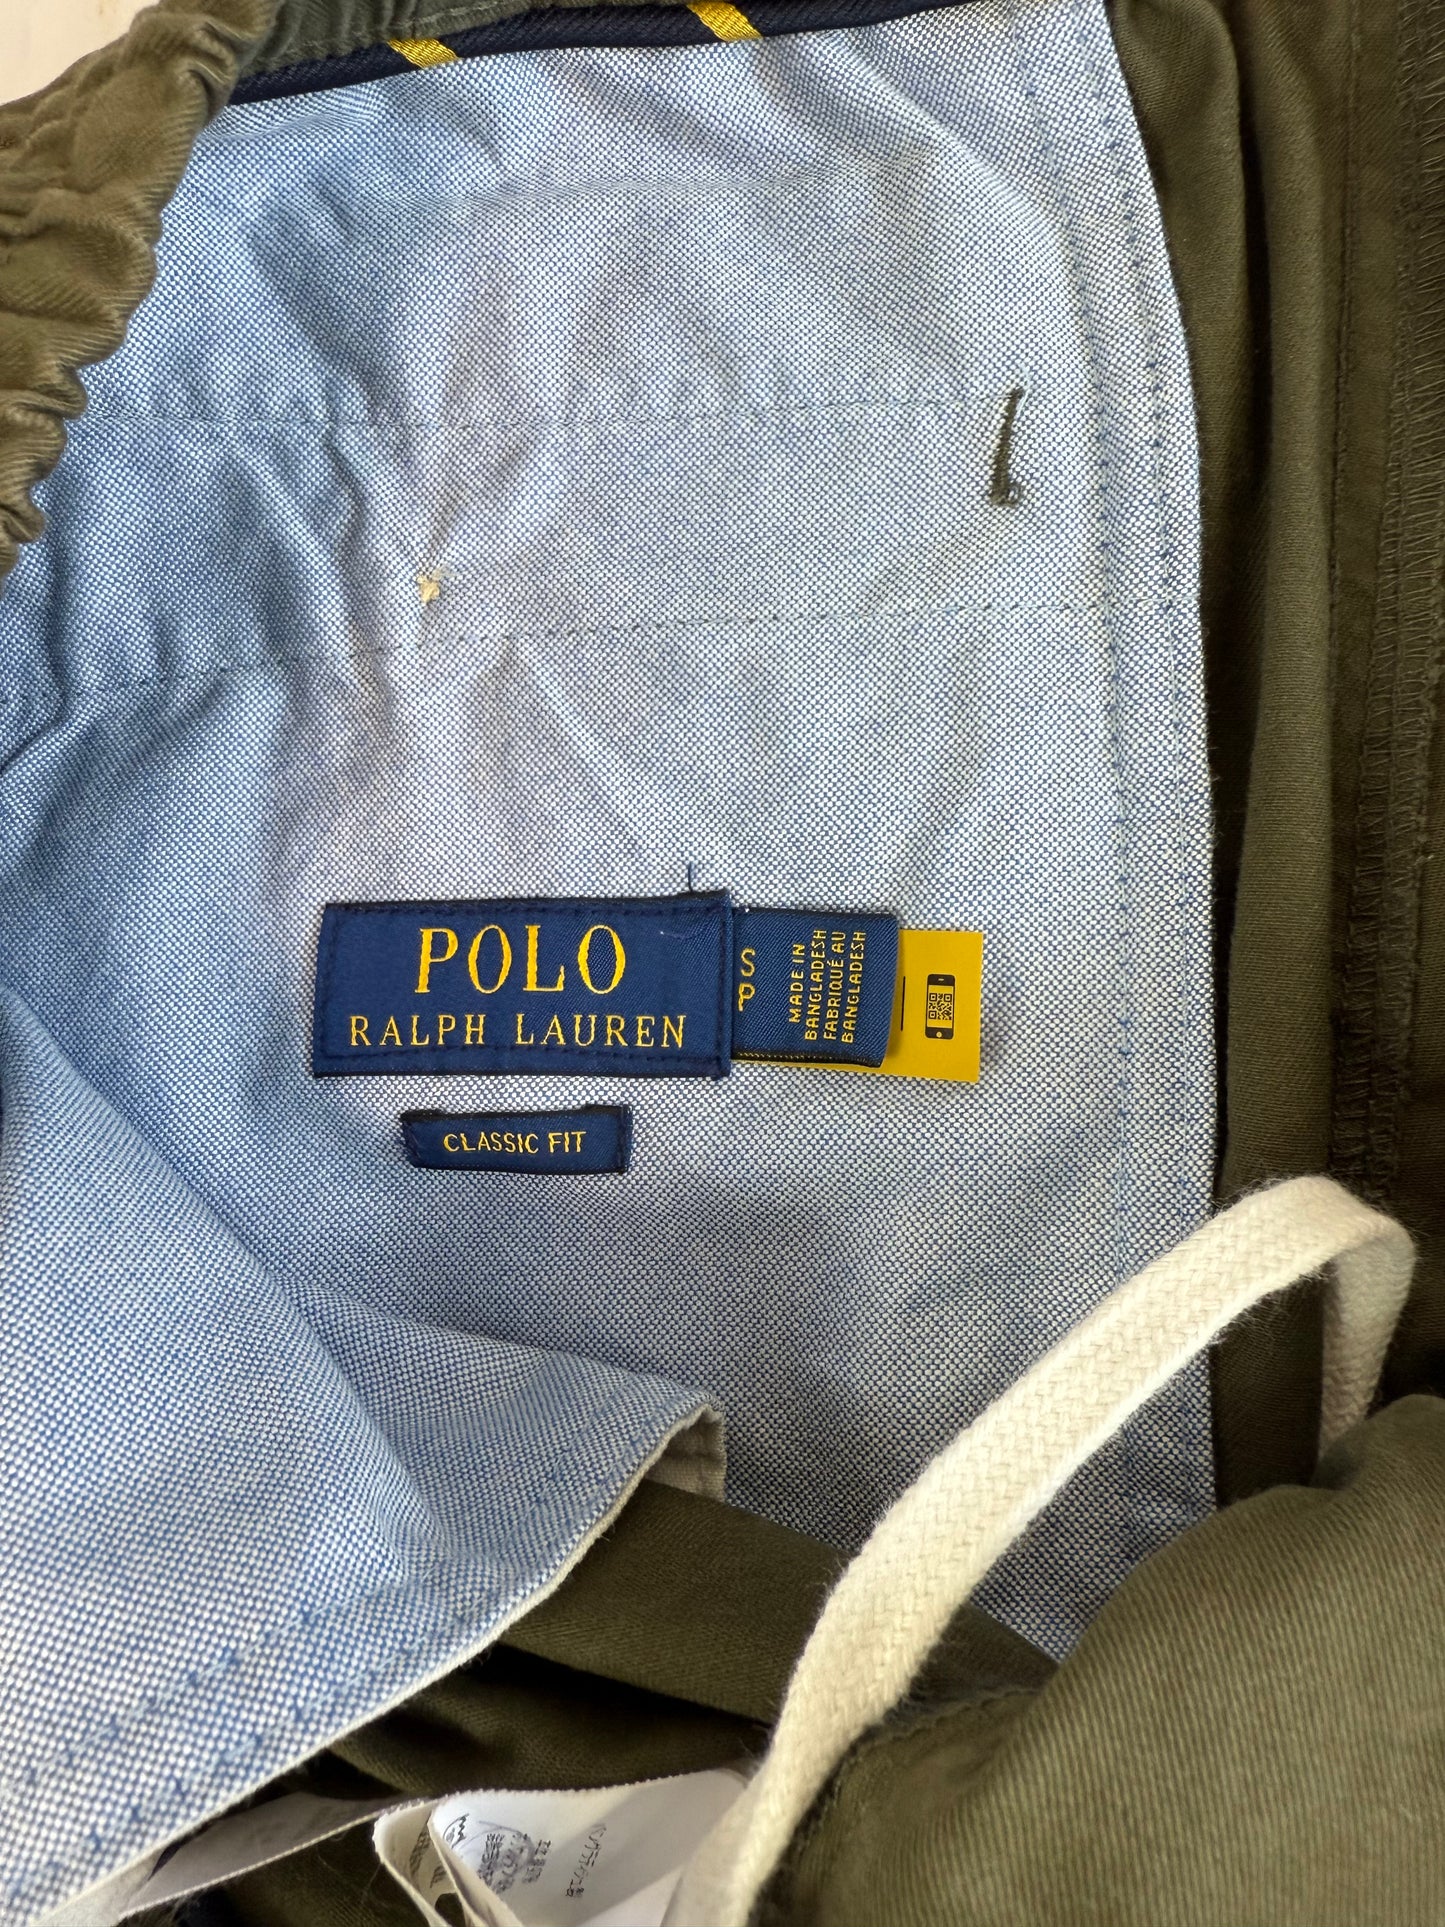 POLO
RALPH LAUREN
S
P
MADE IN
BANGLADESH
FABRIQUÉ AU
BANGLADESH
CLASSIC FIT